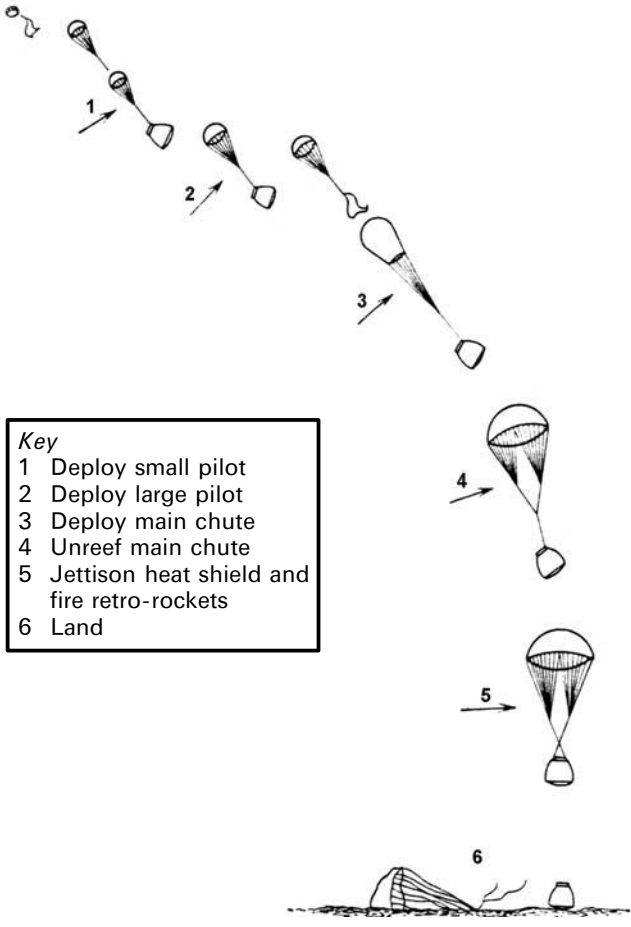 1
2
3
Key
1 Deploy small pilot
2 Deploy large pilot
3 Deploy main chute
4 Unreef main chute
5 Jettison heat shield and
fire retro-rockets
6 Land
4
5
6